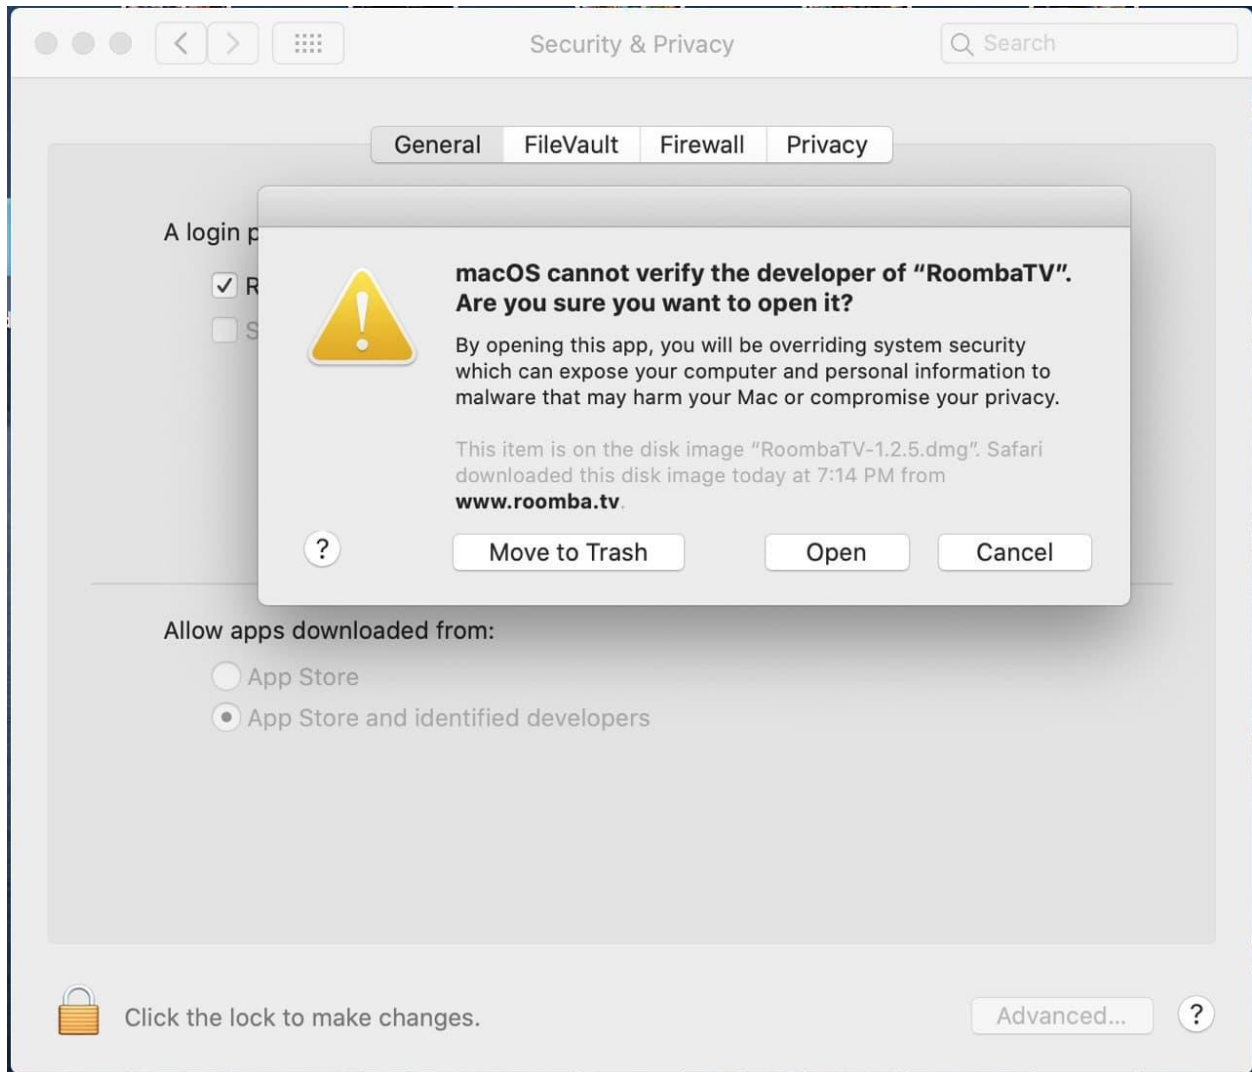 Security & Privacy
Search
General FileVault Firewall Privacy
A login p
R
S
macOS cannot verify the developer of “RoombaTV”.
Are you sure you want to open it?
By opening this app, you will be overriding system security
which can expose your computer and personal information to
malware that may harm your Mac or compromise your privacy.
This item is on the disk image “RoombaTV-1.2.5.dmg”. Safari
downloaded this disk image today at 7:14 PM from
www.roomba.tv.
? Move to Trash Open Cancel
Allow apps downloaded from:
App Store
App Store and identified developers
Click the lock to make changes.
Advanced... ?